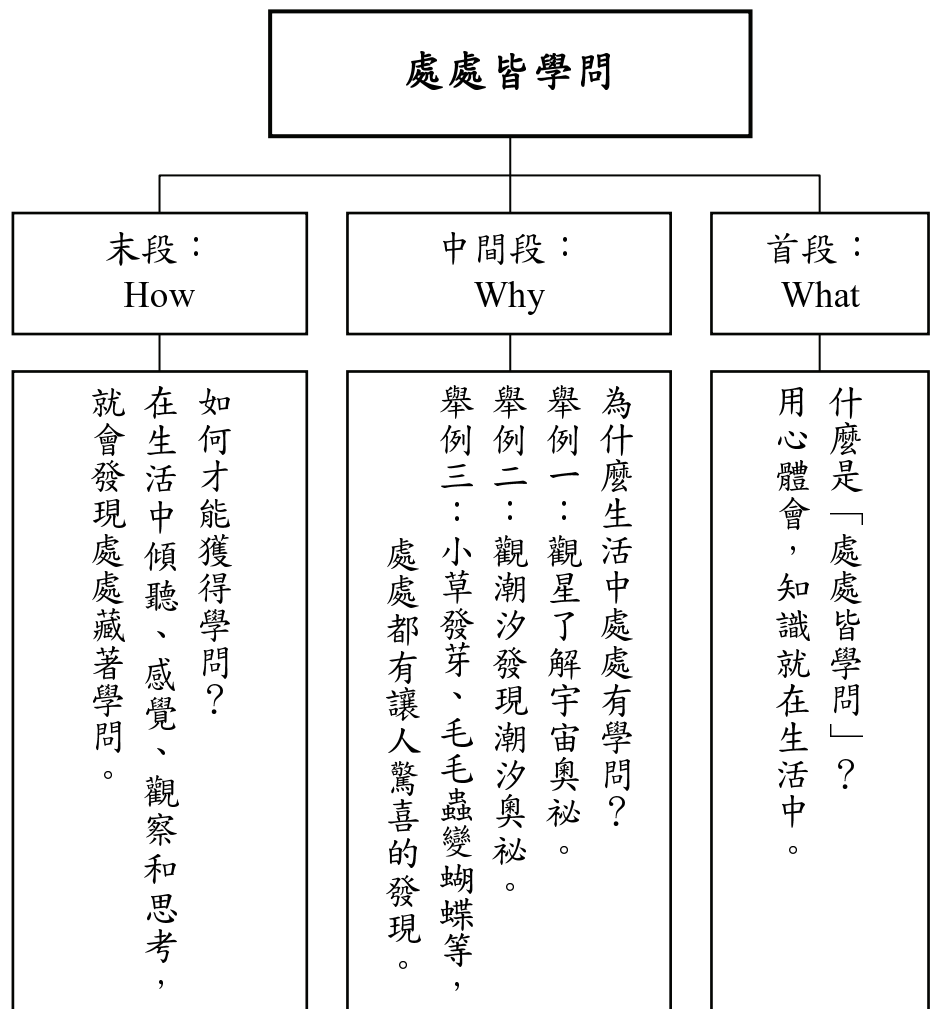 處處皆學問
首段：
What
什麼是「處處皆學問」？
用心體會，知識就在生活中。
中間段：
Why
為什麼生活中處處有學問？
舉例一：觀星了解宇宙奧祕。
舉例二：觀潮汐發現潮汐奧祕。
舉例三：小草發芽、毛毛蟲變蝴蝶等，
處處都有讓人驚喜的發現。
末段：
How
如何才能獲得學問？
在生活中傾聽、感覺、觀察和思考，
就會發現處處藏著學問。